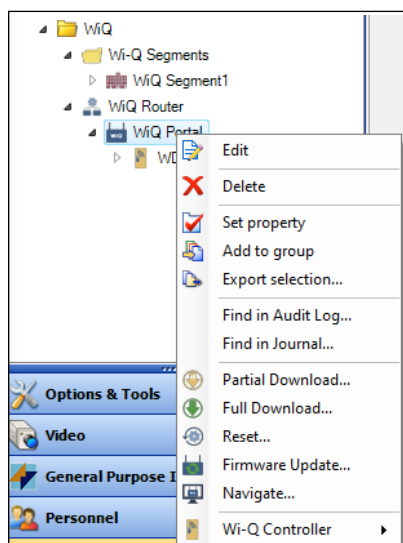 WiQ
Wi-Q Segments
WiQ Segment1
WiQ Router
WiQ Portal
Edit
Delete
Set property
Add to group
Export selection...
Find in Audit Log...
Find in Journal...
Partial Download...
Full Download...
Reset...
Firmware Update...
Navigate...
Wi-Q Controller
Options & Tools
Video
General Purpose I
Personnel